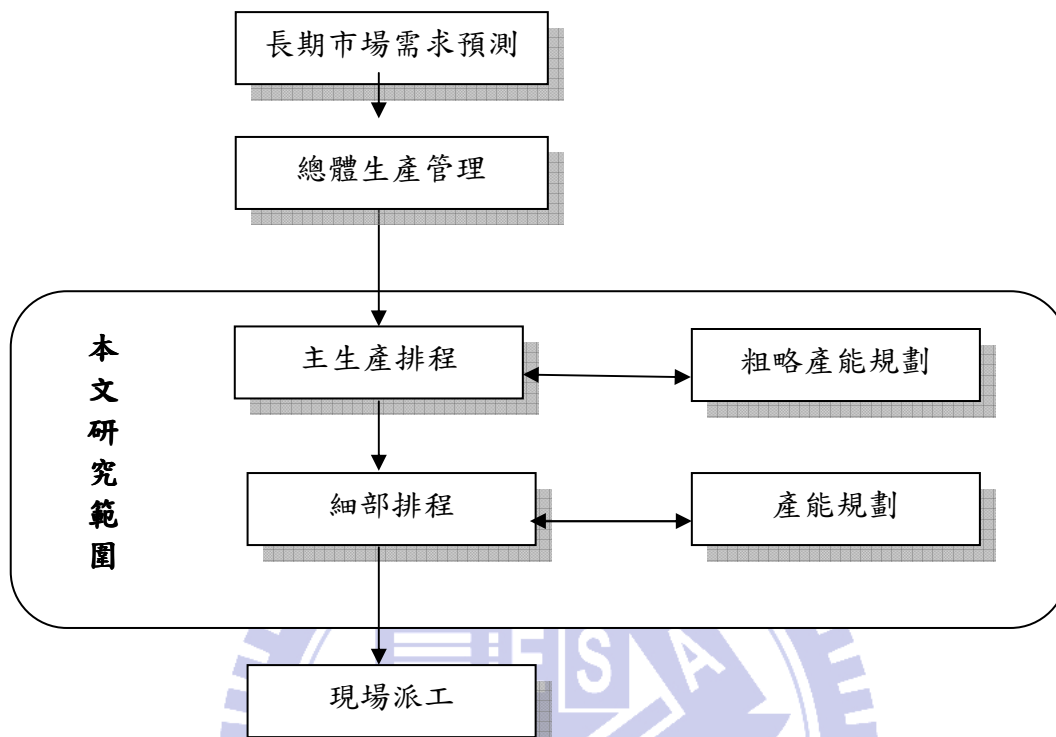 長期市場需求預測
總體生產管理
本文研究範圍
主生產排程
粗略產能規劃
細部排程
產能規劃
ESA
現場派工